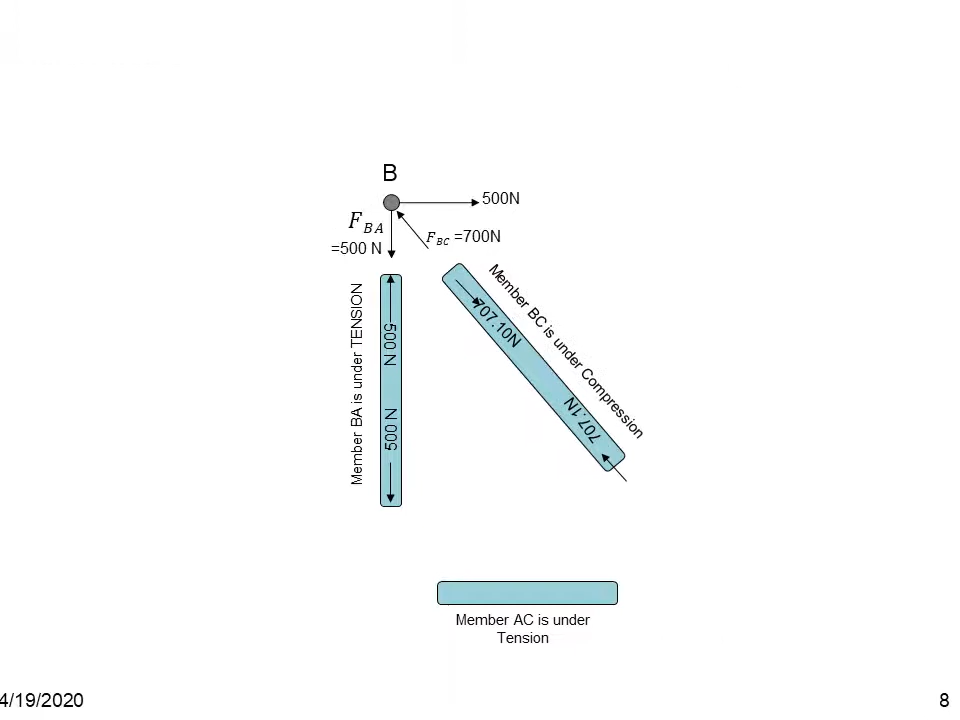 B
500N
F_BA
=500 N
F_BC =700N
Member BA is under TENSION
500 N
500 N
707.10N
707.1N
Member BC is under Compression
Member AC is under
Tension
4/19/2020
8